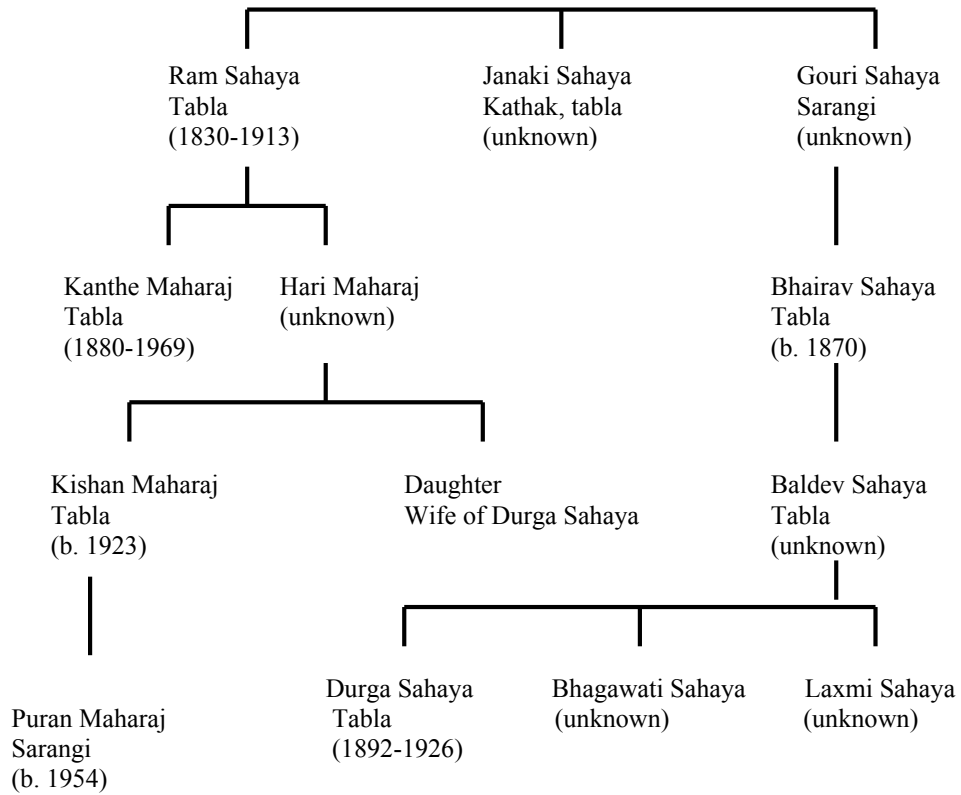 Ram Sahaya
Tabla
(1830-1913)
Janaki Sahaya
Kathak, tabla
(unknown)
Gouri Sahaya
Sarangi
(unknown)
Kanthe Maharaj
Tabla
(1880-1969)
Hari Maharaj
(unknown)
Bhairav Sahaya
Tabla
(b. 1870)
Kishan Maharaj
Tabla
(b. 1923)
Daughter
Wife of Durga Sahaya
Baldev Sahaya
Tabla
(unknown)
Puran Maharaj
Sarangi
(b. 1954)
Durga Sahaya
Tabla
(1892-1926)
Bhagawati Sahaya
(unknown)
Laxmi Sahaya
(unknown)